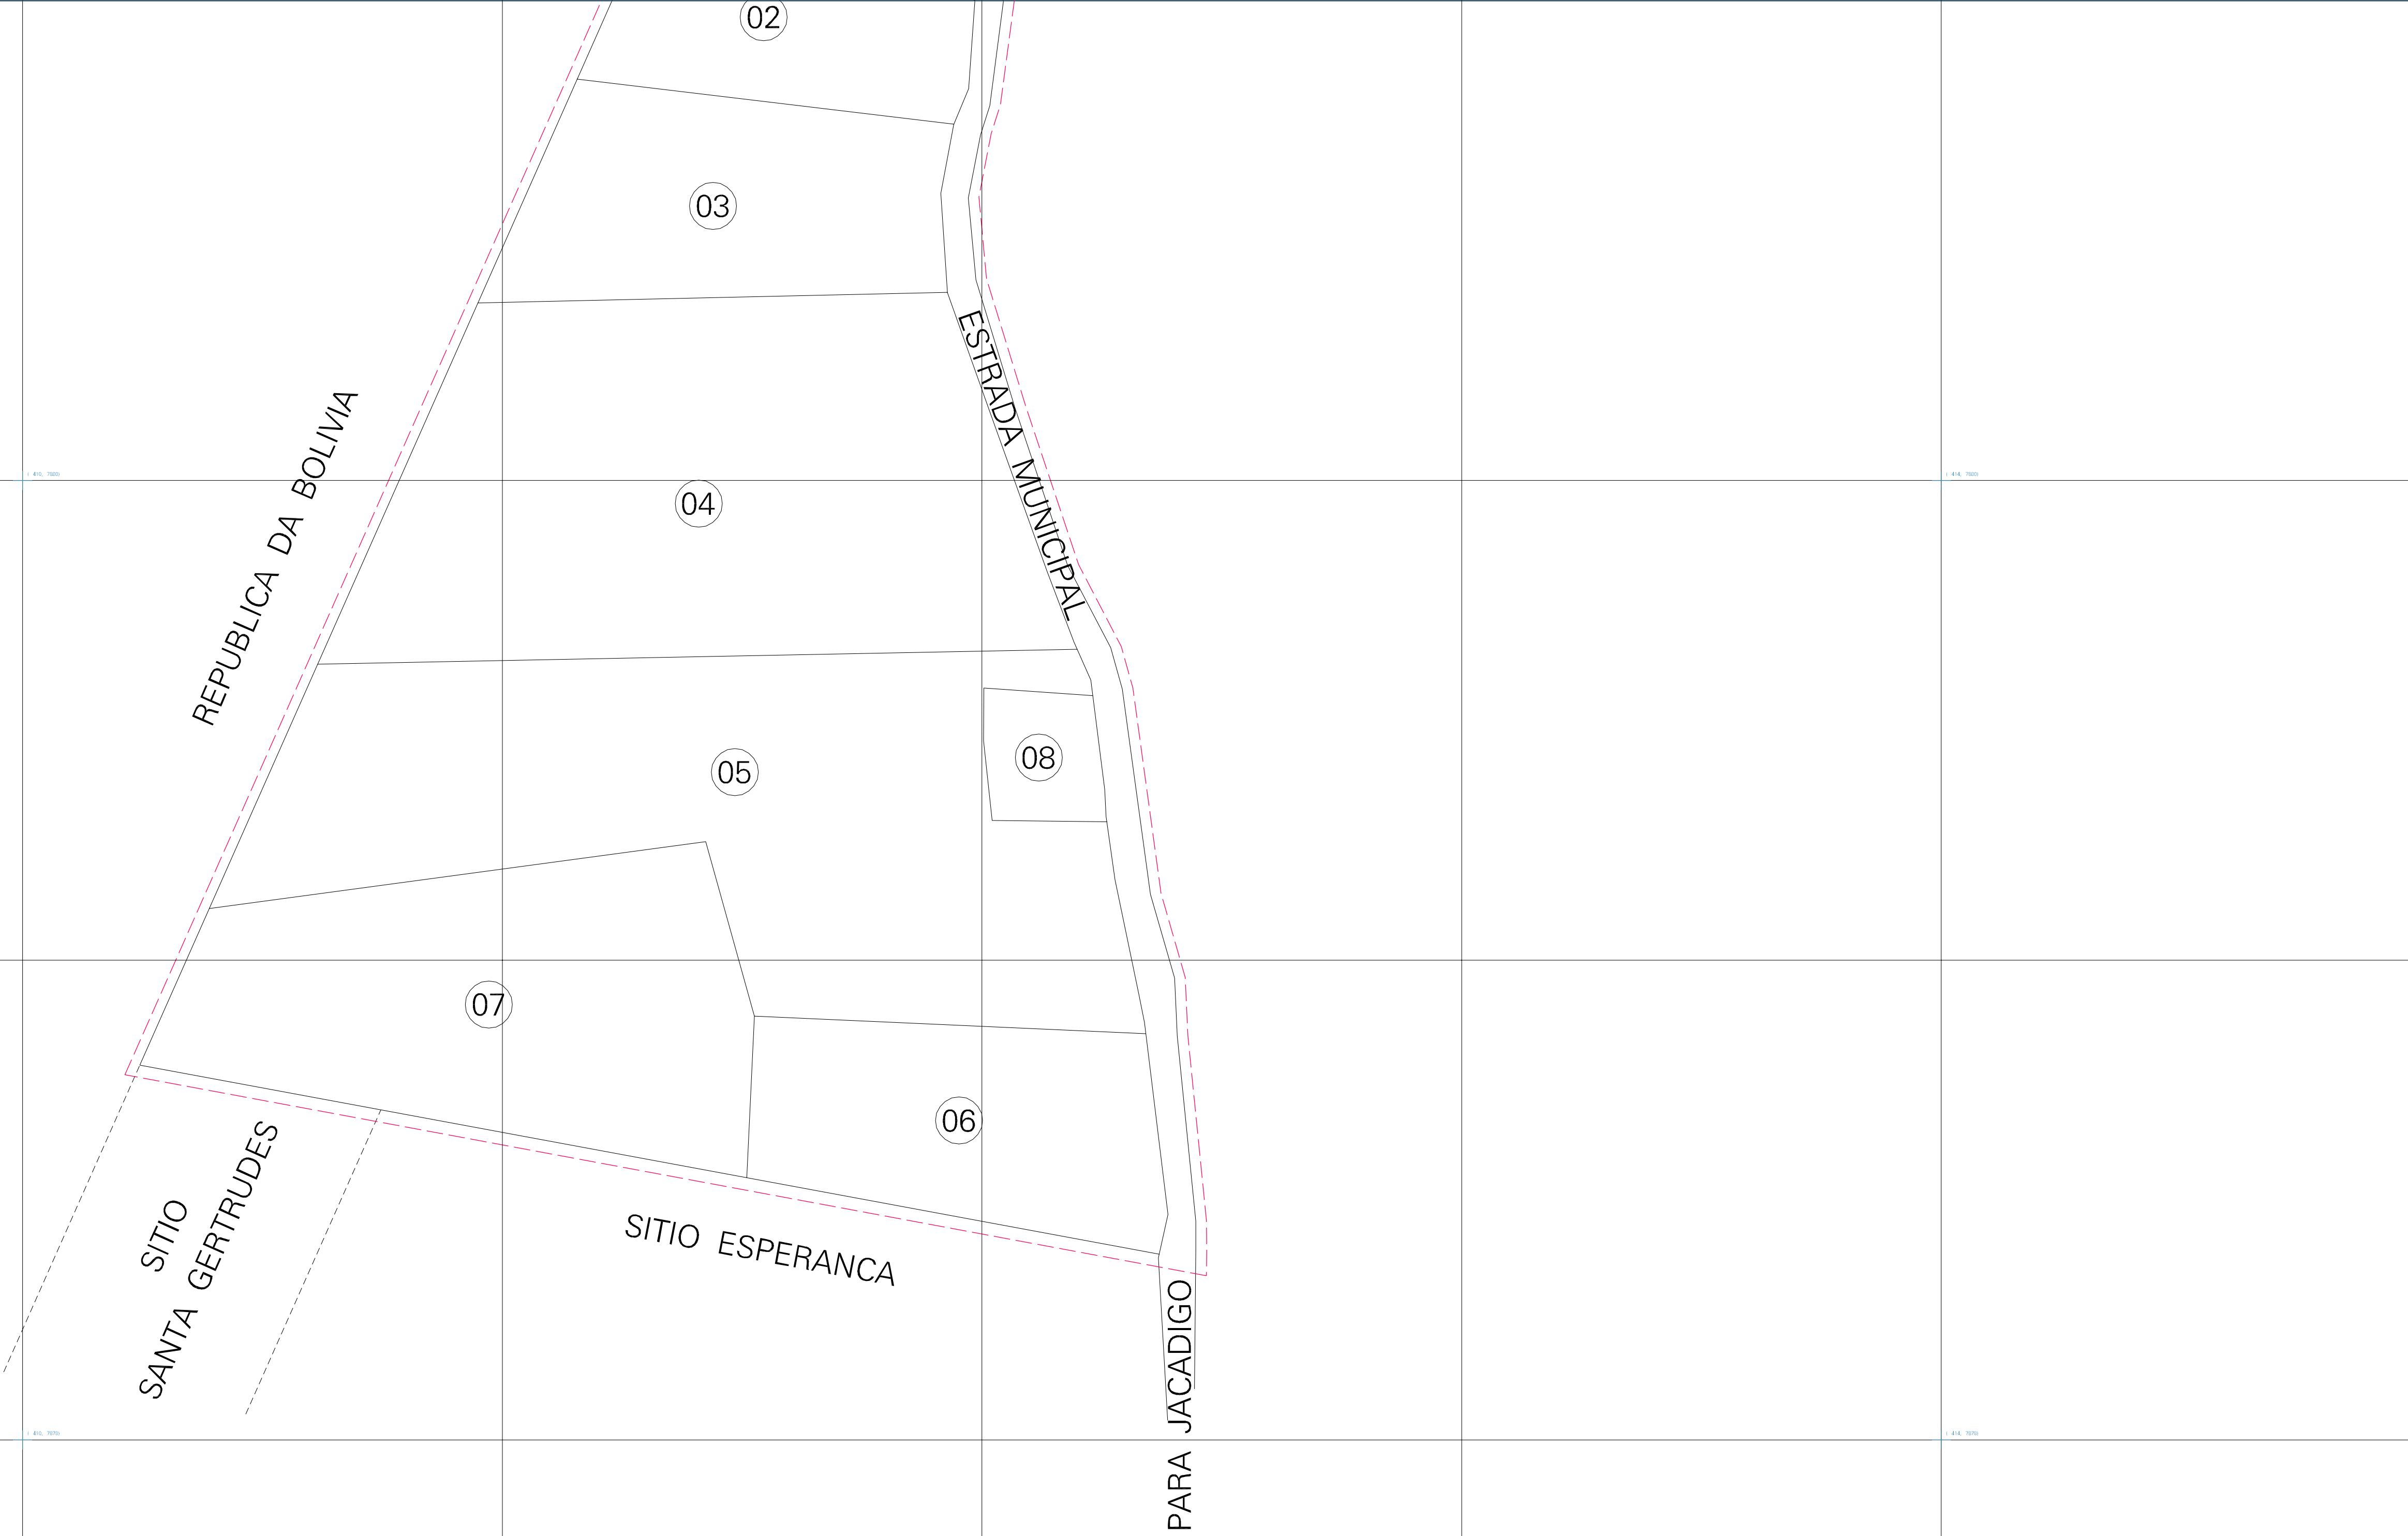 02
03
ESTRADA MUNICIPAL
REPUBLICA DA BOLIVIA
04
08
05
07
06
SITIO
SANTA GERTRUDES
SITIO ESPERANCA
PARA JACADIGO